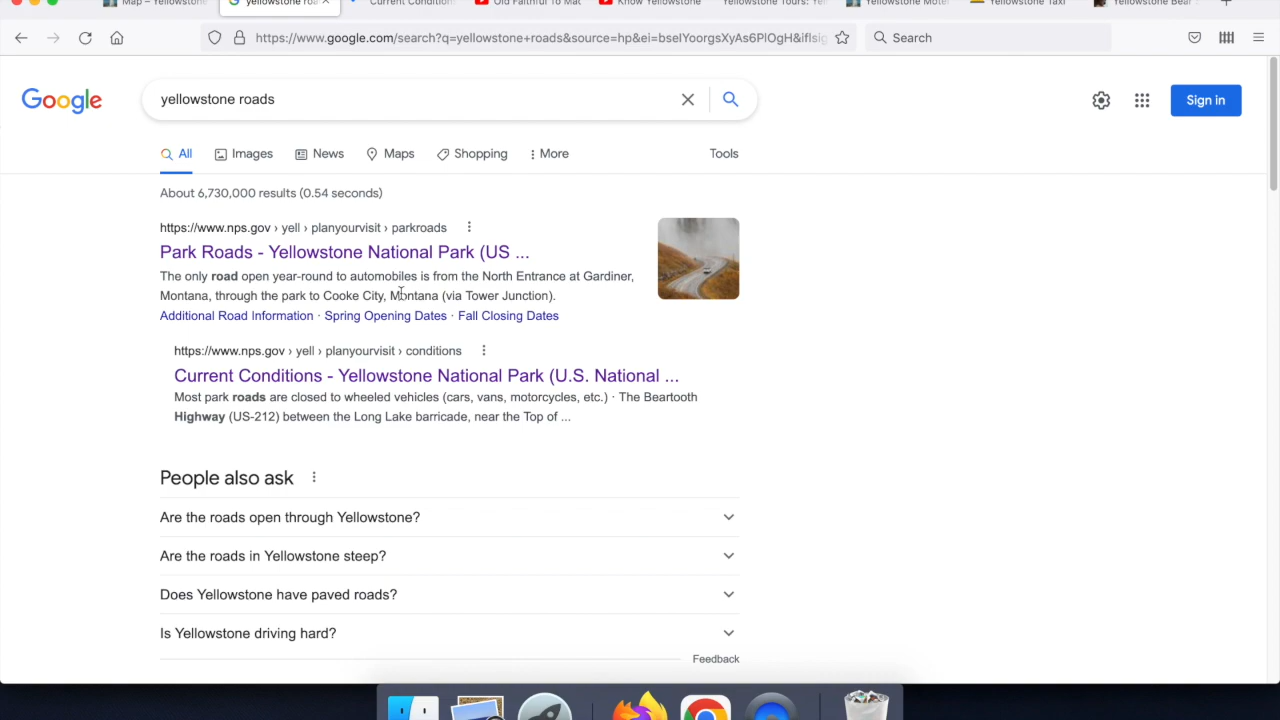 Map – Yellowstone
yellowstone roa
Current Condition
Old Faithful To Mat
Know Yellowstone
Yellowstone Tours: Yell
Yellowstone Motel
Yellowstone Taxi
Yellowstone Bear
https://www.google.com/search?q=yellowstone+roads&source=hp&ei=bseIYoorgsXyAs6PlOgH&iflsig
Search
Google
yellowstone roads
Sign in
All
Images
News
Maps
Shopping
More
Tools
About 6,730,000 results (0.54 seconds)
https://www.nps.gov › yell › planyourvisit › parkroads
Park Roads - Yellowstone National Park (US ...
The only road open year-round to automobiles is from the North Entrance at Gardiner,
Montana, through the park to Cooke City, Montana (via Tower Junction).
Additional Road Information · Spring Opening Dates · Fall Closing Dates
https://www.nps.gov › yell › planyourvisit › conditions
Current Conditions - Yellowstone National Park (U.S. National ...
Most park roads are closed to wheeled vehicles (cars, vans, motorcycles, etc.) · The Beartooth
Highway (US-212) between the Long Lake barricade, near the Top of ...
People also ask
Are the roads open through Yellowstone?
Are the roads in Yellowstone steep?
Does Yellowstone have paved roads?
Is Yellowstone driving hard?
Feedback